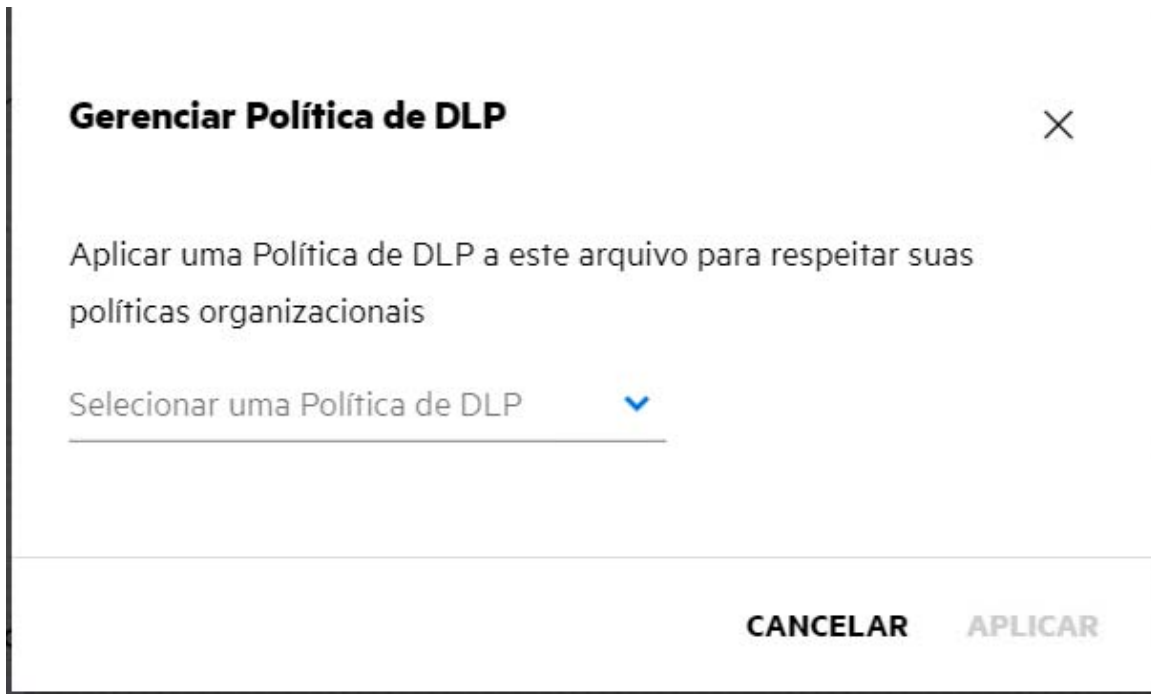 Gerenciar Política de DLP
Aplicar uma Política de DLP a este arquivo para respeitar suas
políticas organizacionais
Selecionar uma Política de DLP
CANCELAR APLICAR